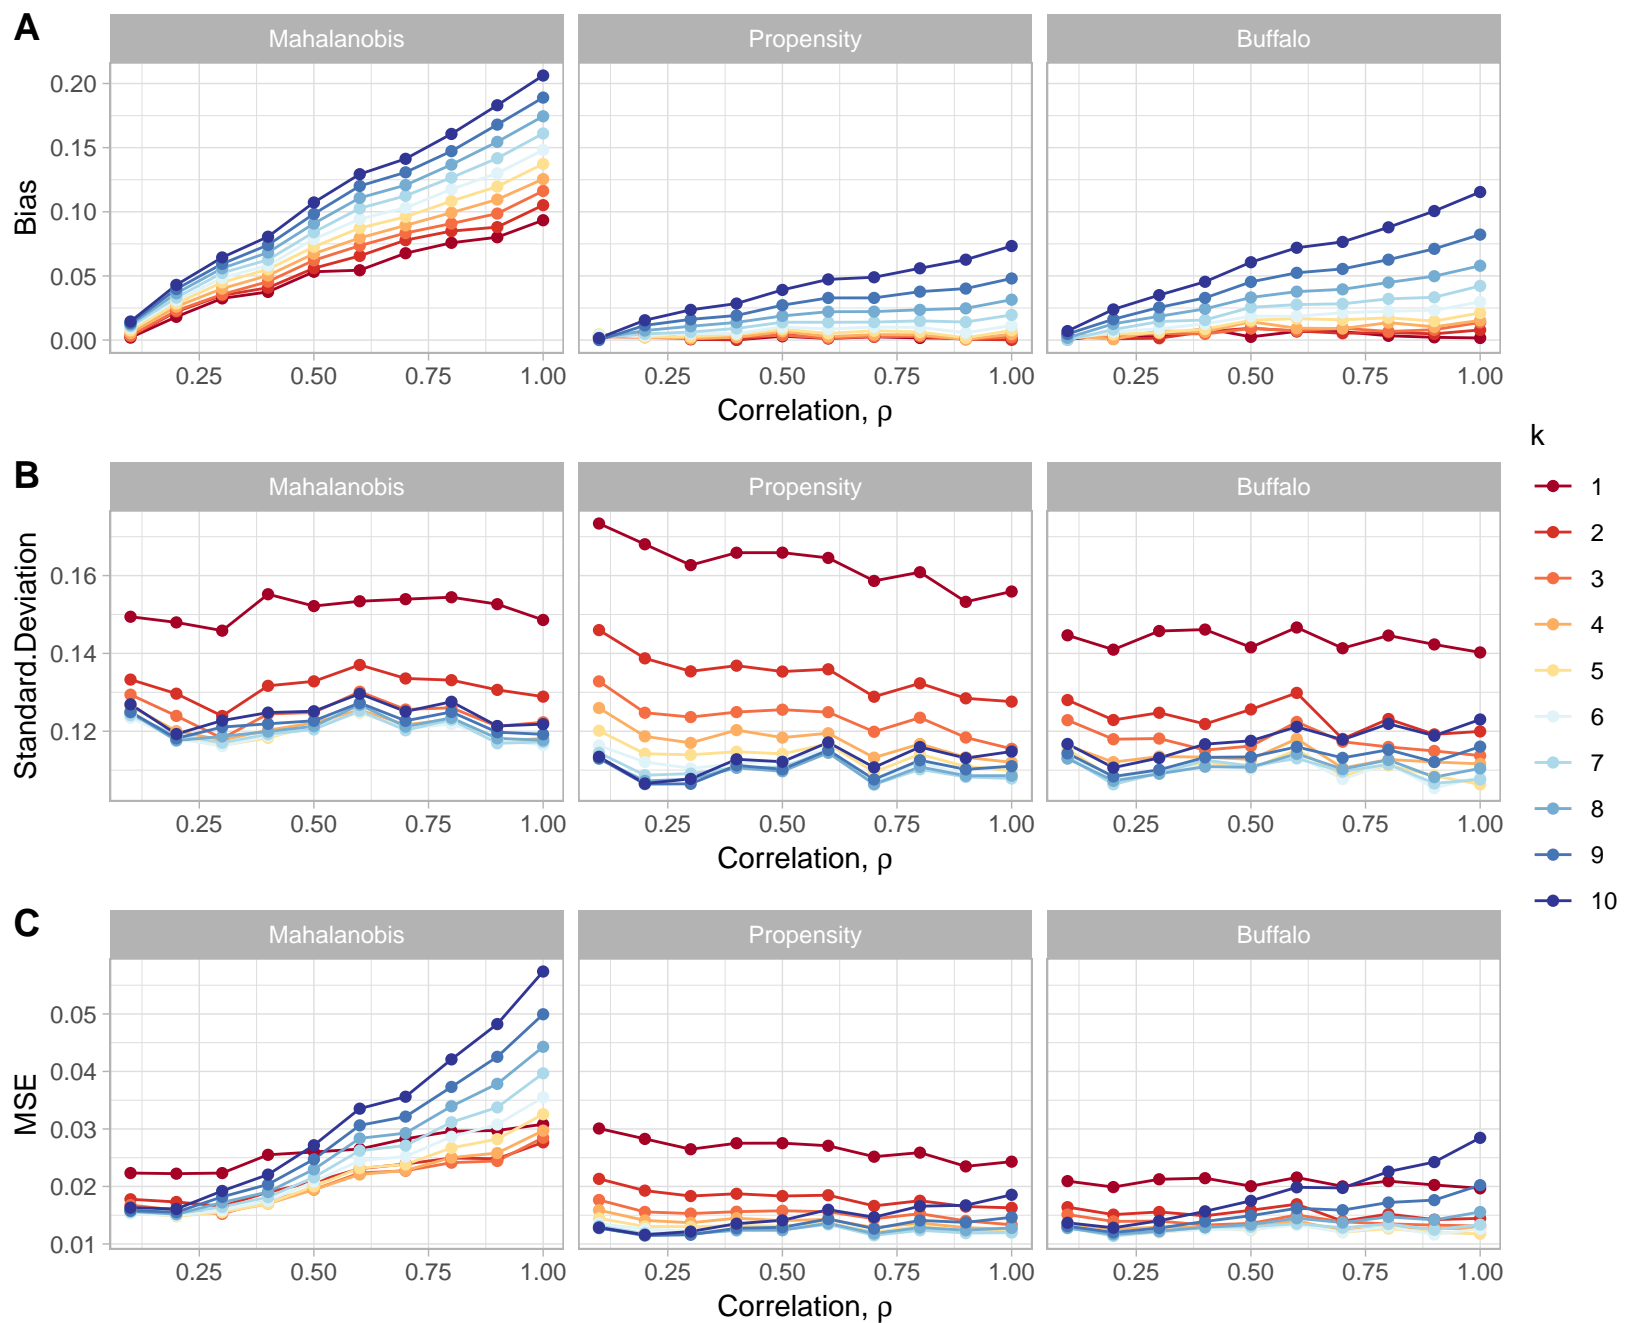 A
Mahalanobis
Propensity
Buffalo
Bias
0.20
0.15
0.10
0.05
0.00
0.25 0.50 0.75 1.00
0.25 0.50 0.75 1.00
0.25 0.50 0.75 1.00
Correlation, ρ
B
Mahalanobis
Propensity
Buffalo
Standard.Deviation
0.16
0.14
0.12
0.25 0.50 0.75 1.00
0.25 0.50 0.75 1.00
0.25 0.50 0.75 1.00
Correlation, ρ
C
Mahalanobis
Propensity
Buffalo
MSE
0.05
0.04
0.03
0.02
0.01
0.25 0.50 0.75 1.00
0.25 0.50 0.75 1.00
0.25 0.50 0.75 1.00
Correlation, ρ
k
1
2
3
4
5
6
7
8
9
10